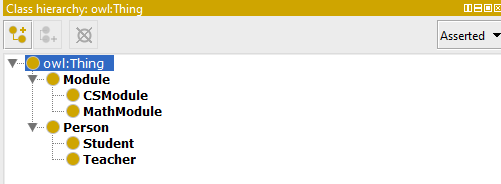 Class hierarchy: owl:Thing
Asserted
owl:Thing
Module
CSModule
MathModule
Person
Student
Teacher